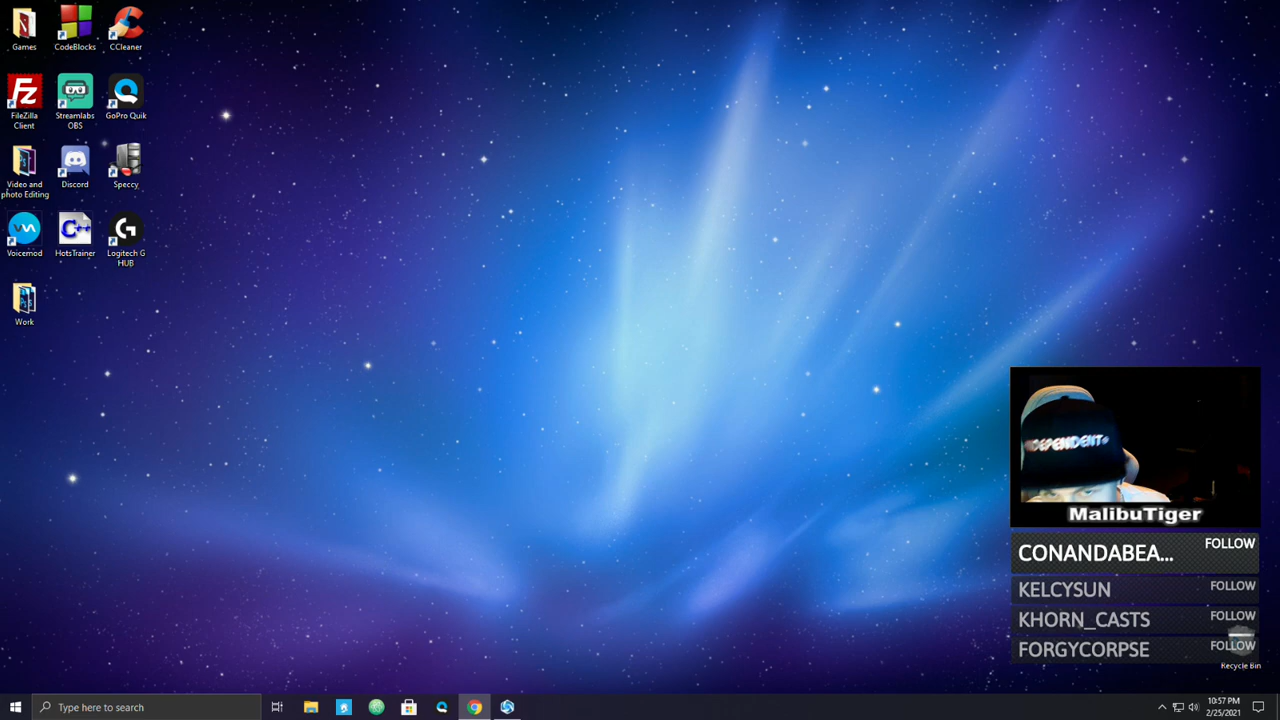 Games
CodeBlocks
CCleaner
FileZilla
Client
Streamlabs
OBS
GoPro Quik
Video and
photo Editing
Discord
Speccy
Voicemod
HotsTrainer
Logitech G
HUB
Work
MalibuTiger
CONANDABEA... FOLLOW
KELCYSUN FOLLOW
KHORN_CASTS FOLLOW
FORGYCORPSE FOLLOW
Recycle Bin
Type here to search
10:57 PM
2/25/2021